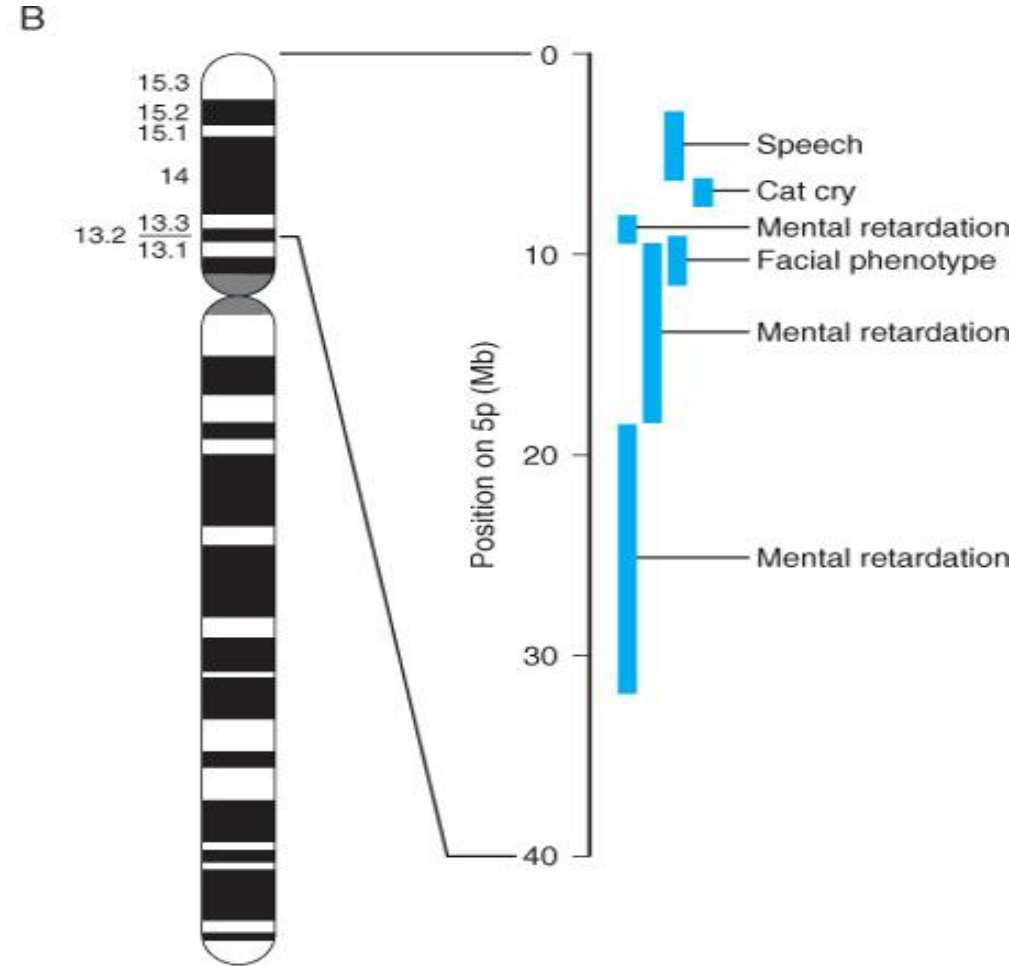 B
15.3
15.2
15.1
14
13.3
13.2
13.1
Position on 5p (Mb)
0
10
20
30
40
Speech
Cat cry
Mental retardation
Facial phenotype
Mental retardation
Mental retardation